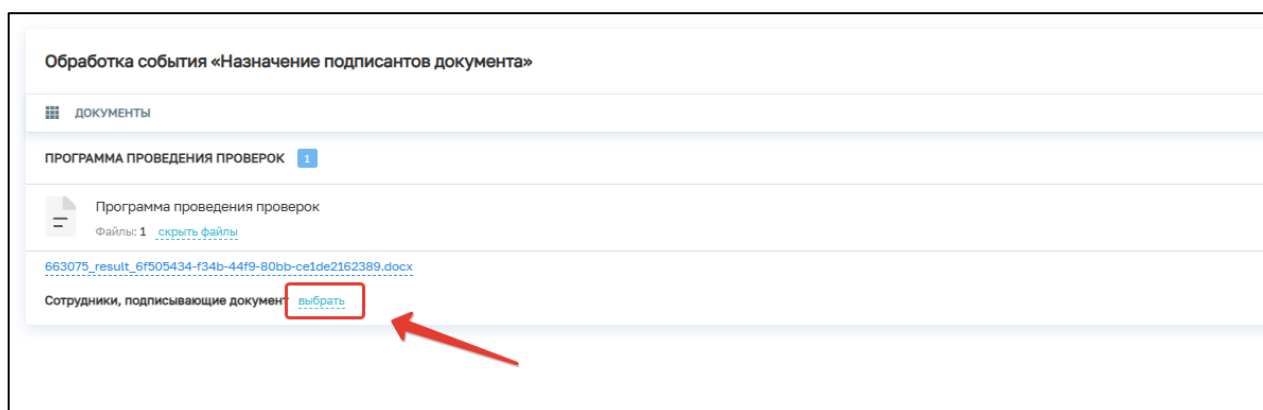 Обработка события «Назначение подписантов документа»
ДОКУМЕНТЫ
ПРОГРАММА ПРОВЕДЕНИЯ ПРОВЕРОК 1
Программа проведения проверок
Файлы: 1 скрыть файлы
663075_result_6f505434-f34b-44f9-80bb-ce1de2162389.docx
Сотрудники, подписывающие документ выбрать